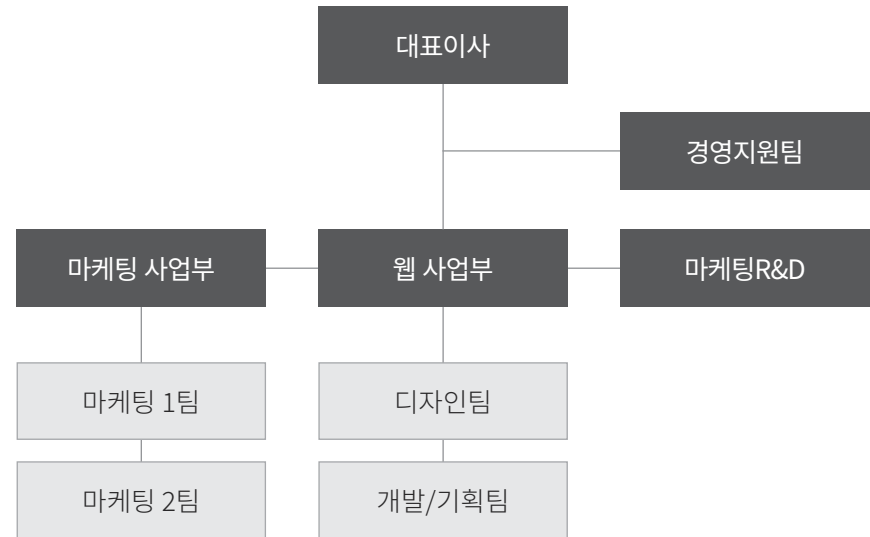 대표이사
경영지원팀
마케팅 사업부
웹 사업부
마케팅R&D
마케팅 1팀
디자인팀
마케팅 2팀
개발/기획팀